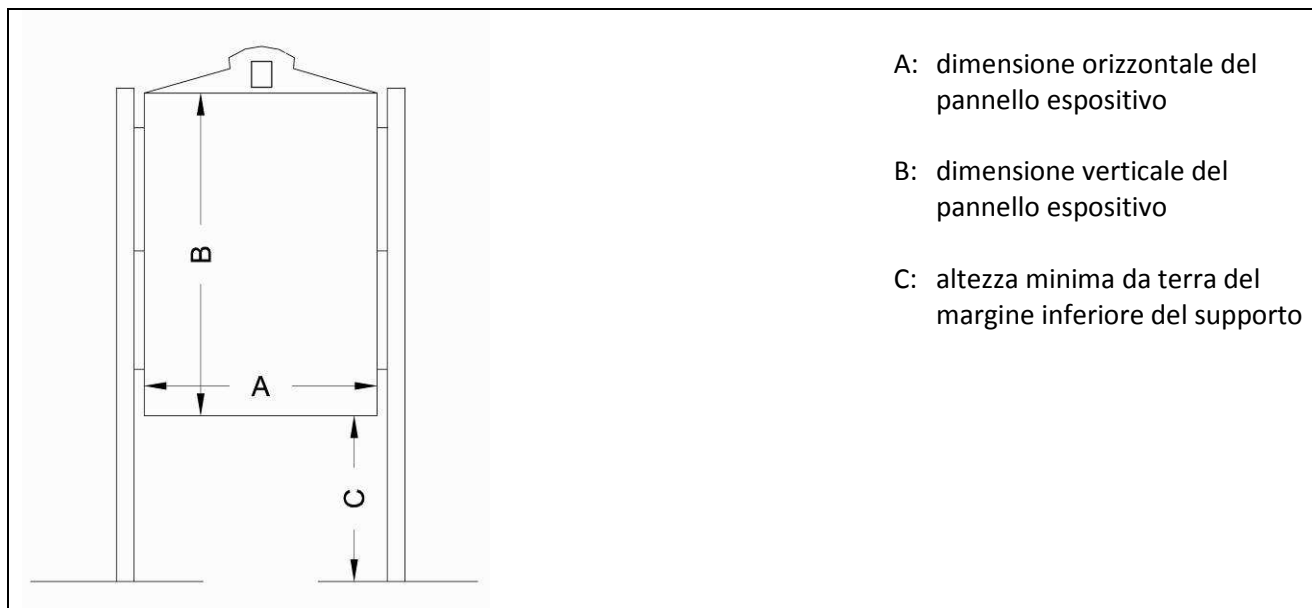 B
A
C
A: dimensione orizzontale del
pannello espositivo
B: dimensione verticale del
pannello espositivo
C: altezza minima da terra del
margine inferiore del supporto